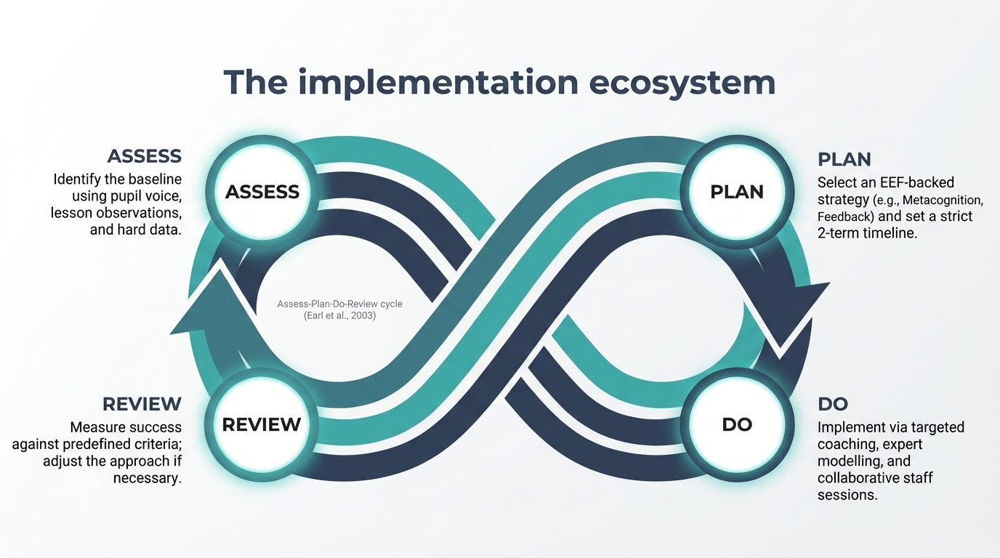 The implementation ecosystem
ASSESS
Identify the baseline
using pupil voice,
lesson observations,
and hard data.
ASSESS
PLAN
PLAN
Select an EEF-backed
strategy (e.g., Metacognition,
Feedback) and set a strict
2-term timeline.
Assess-Plan-Do-Review cycle
(Earl et al., 2003)
REVIEW
Measure success
against predefined criteria;
adjust the approach if
necessary.
REVIEW
DO
DO
Implement via targeted
coaching, expert
modelling, and
collaborative staff
sessions.